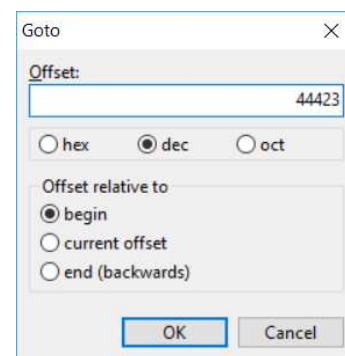 Goto
Offset:
44423
hex dec oct
Offset relative to
begin
current offset
end (backwards)
OK Cancel